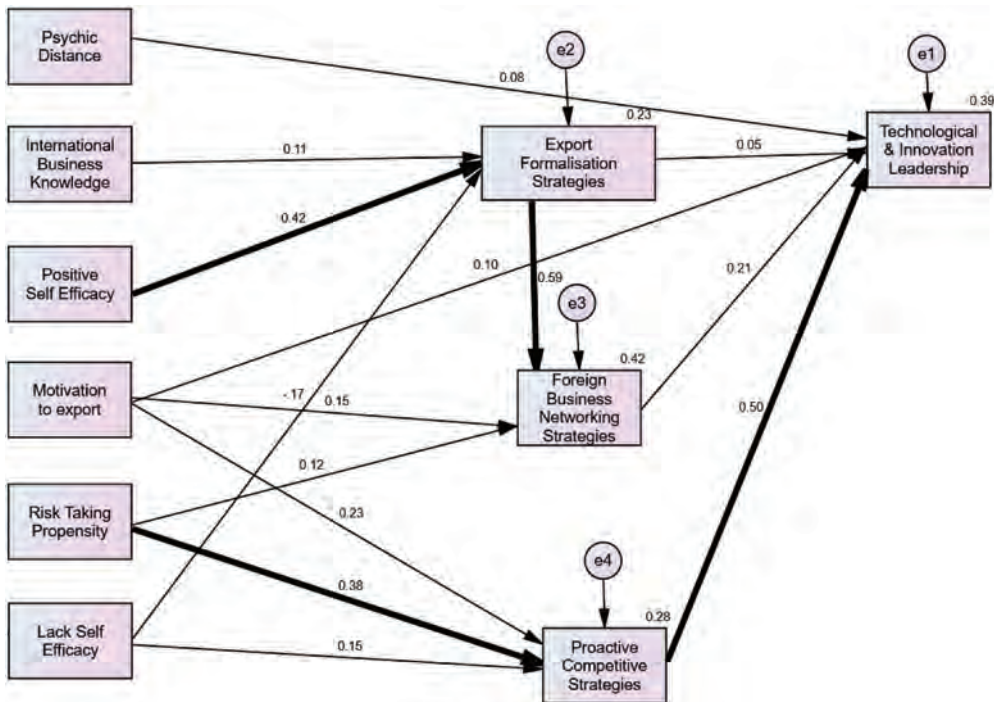 Psychic
Distance
e2
e1
0.08
0.23
0.39
International
Business
Knowledge
0.11
Export
Formalisation
Strategies
0.05
Technological
& Innovation
Leadership
Positive
Self Efficacy
0.42
0.10
0.59
0.21
e3
0.42
Motivation
to export
-.17
0.15
Foreign
Business
Networking
Strategies
0.50
0.12
Risk Taking
Propensity
0.23
e4
0.38
0.28
Lack Self
Efficacy
0.15
Proactive
Competitive
Strategies